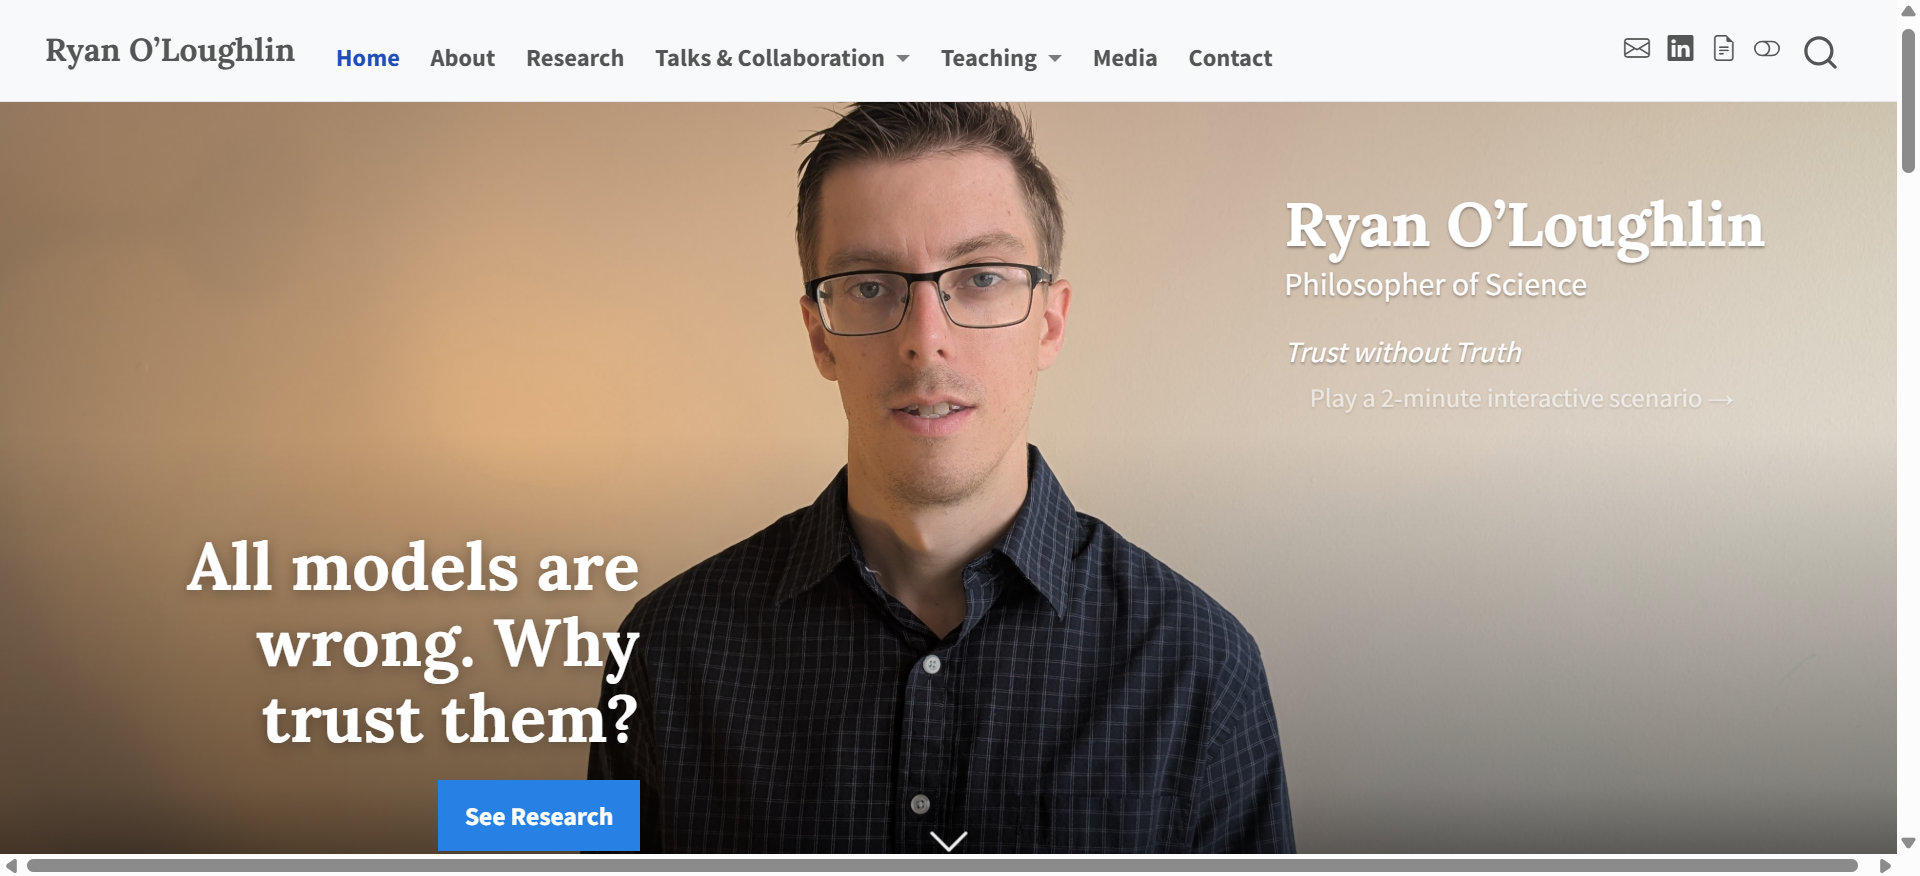 Ryan O’Loughlin
Home About Research Talks & Collaboration Teaching Media Contact
Ryan O’Loughlin
Philosopher of Science
Trust without Truth
Play a 2-minute interactive scenario →
All models are
wrong. Why
trust them?
See Research